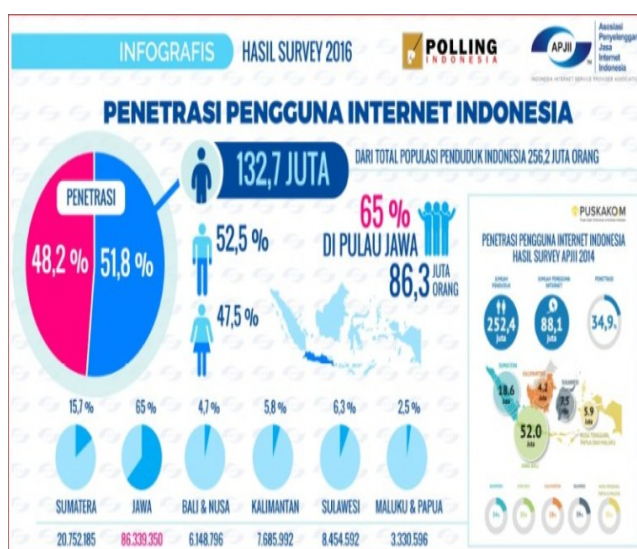 INFOGRAFIS HASIL SURVEY 2016
POLLING
INDONESIA
APJII
Asosiasi
Penyelenggara
Jasa
Internet
Indonesia
PENETRASI PENGGUNA INTERNET INDONESIA
132,7 JUTA
DARI TOTAL POPULASI PENDUDUK INDONESIA 256,2 JUTA ORANG
PENETRASI
48,2 % 51,8 %
52,5 %
47,5 %
65 %
DI PULAU JAWA
86,3 JUTA
ORANG
PUSKAKOM
PENETRASI PENGGUNA INTERNET INDONESIA
HASIL SURVEY APJII 2014
252,4
juta
88,1
juta
34,9
SUMATERA
18.6
4.2
7.5
5.9
52.0
15,7 % 65 % 4,7 % 5,8 % 6,3 % 2,5 %
SUMATERA JAWA BALI & NUSA KALIMANTAN SULAWESI MALUKU & PAPUA
20.752.185 86.339.350 6.148.796 7.685.992 8.454.592 3.330.596